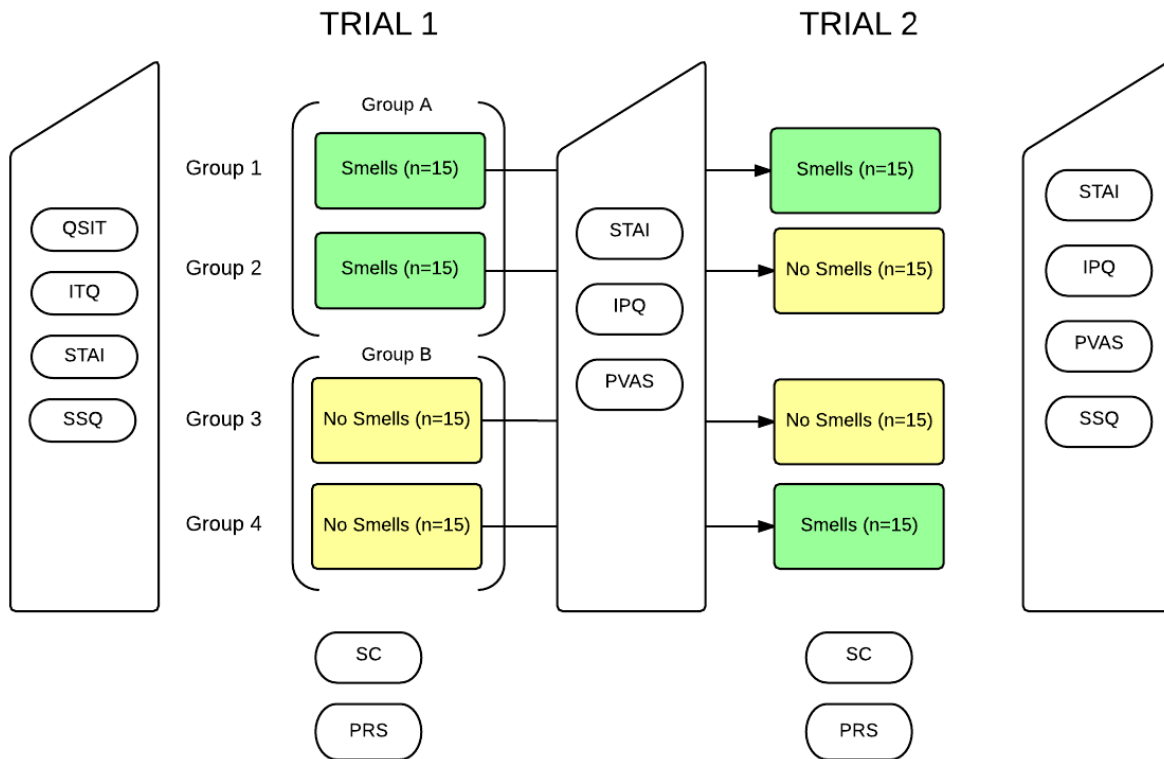 TRIAL 1
TRIAL 2
QSIT
ITQ
STAI
SSQ
Group A
Group 1
Smells (n=15)
Group 2
Smells (n=15)
Group B
Group 3
No Smells (n=15)
Group 4
No Smells (n=15)
SC
PRS
STAI
IPQ
PVAS
Smells (n=15)
No Smells (n=15)
No Smells (n=15)
Smells (n=15)
SC
PRS
STAI
IPQ
PVAS
SSQ